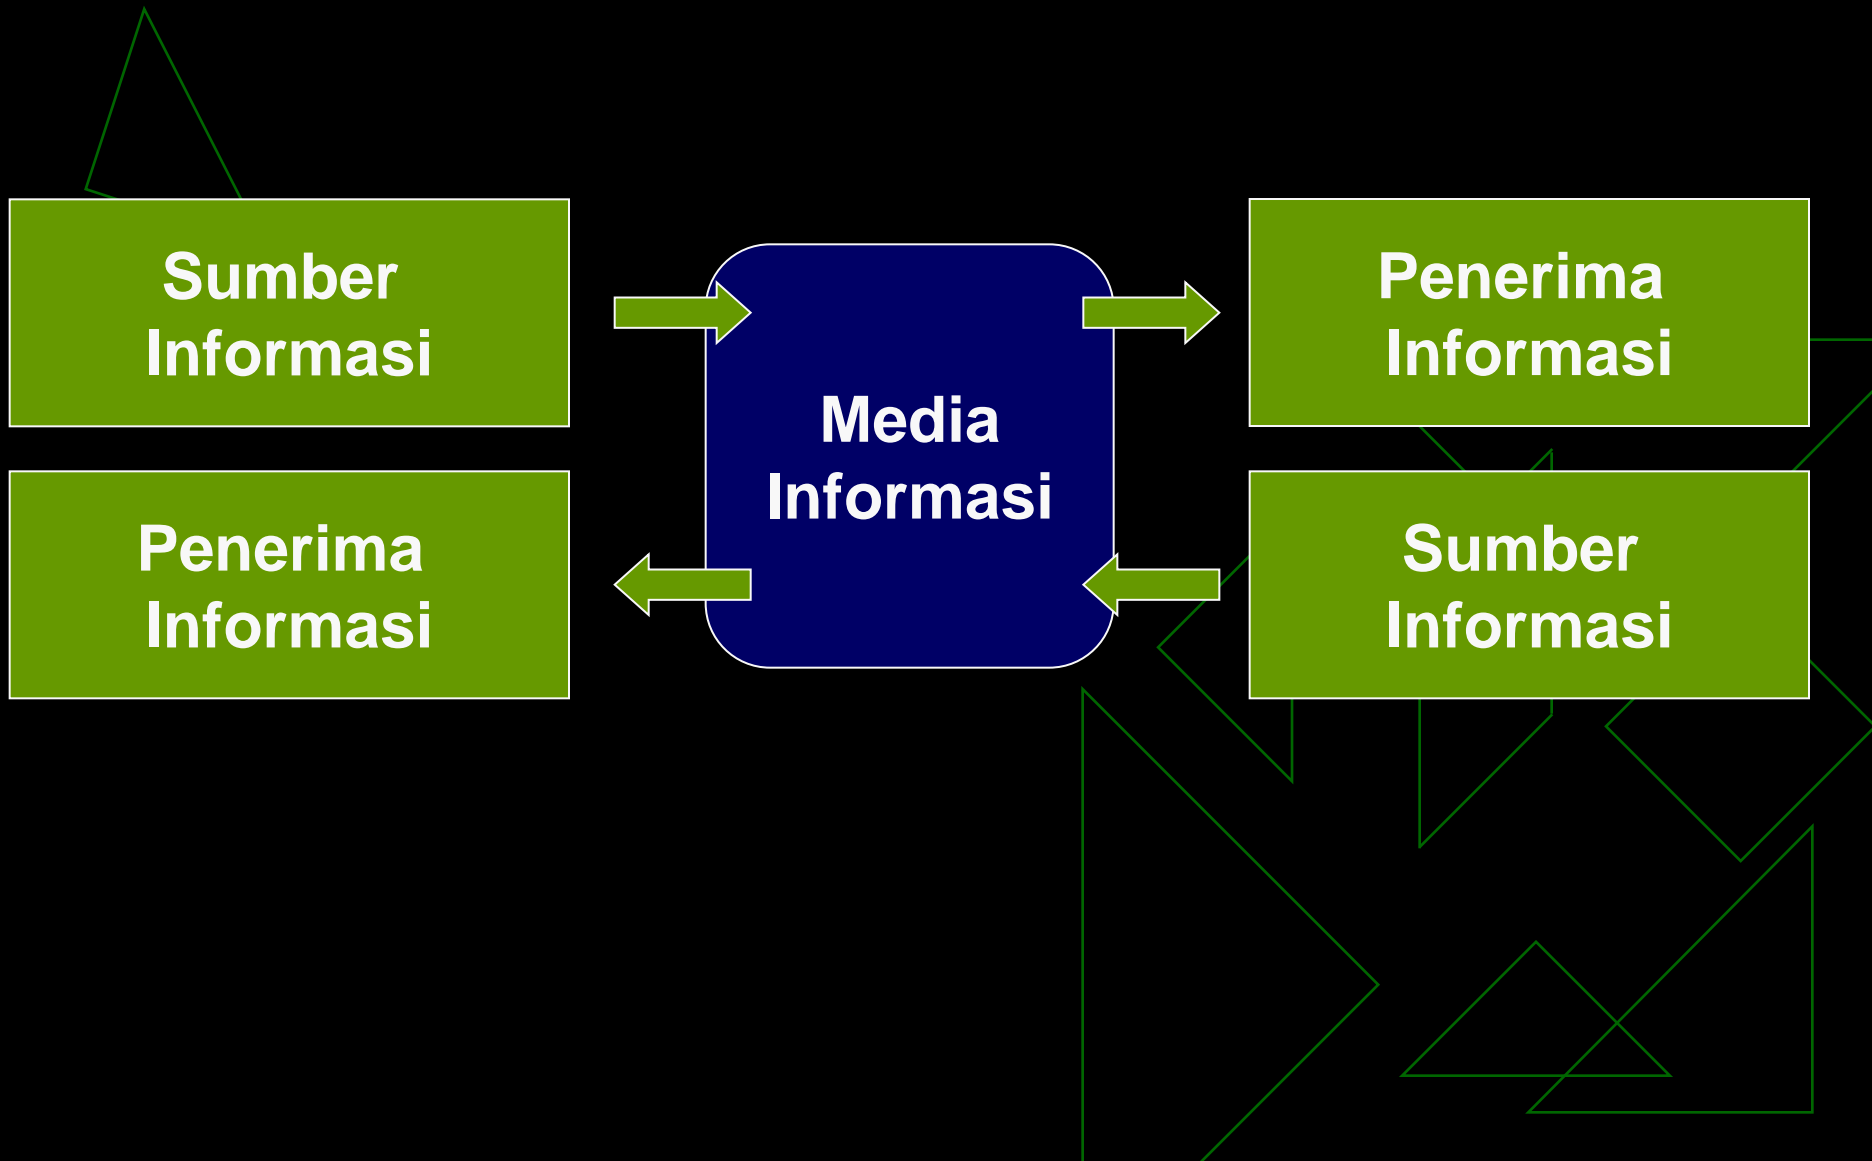 Sumber
Informasi
Penerima
Informasi
Media
Informasi
Penerima
Informasi
Sumber
Informasi